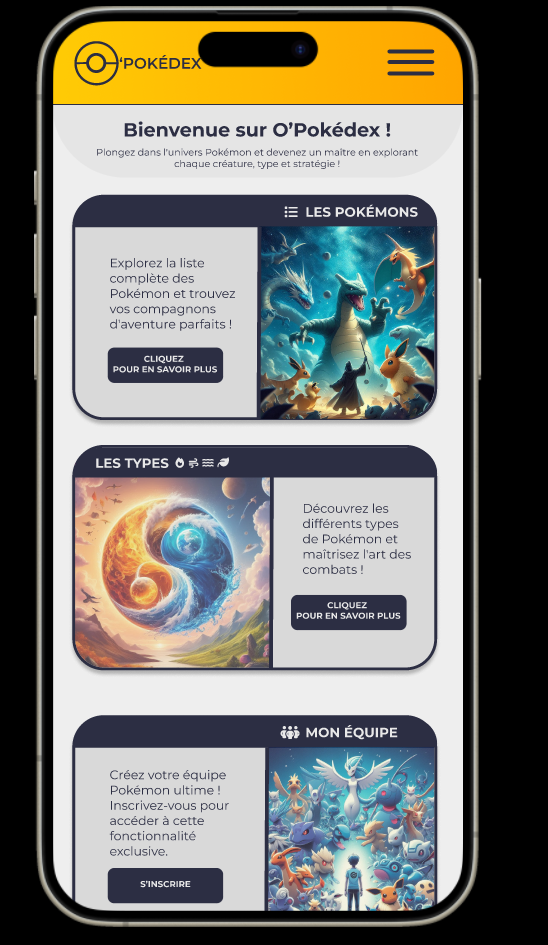 O'POKÉDEX
Bienvenue sur O’Pokédex !
Plongez dans l'univers Pokémon et devenez un maître en explorant
chaque créature, type et stratégie !
LES POKÉMONS
Explorez la liste
complète des
Pokémon et trouvez
vos compagnons
d'aventure parfaits !
CLIQUEZ
POUR EN SAVOIR PLUS
LES TYPES
Découvrez les
différents types
de Pokémon et
maîtrisez l'art des
combats !
CLIQUEZ
POUR EN SAVOIR PLUS
MON ÉQUIPE
Créez votre équipe
Pokémon ultime !
Inscrivez-vous pour
accéder à cette
fonctionnalité
exclusive.
S’INSCRIRE